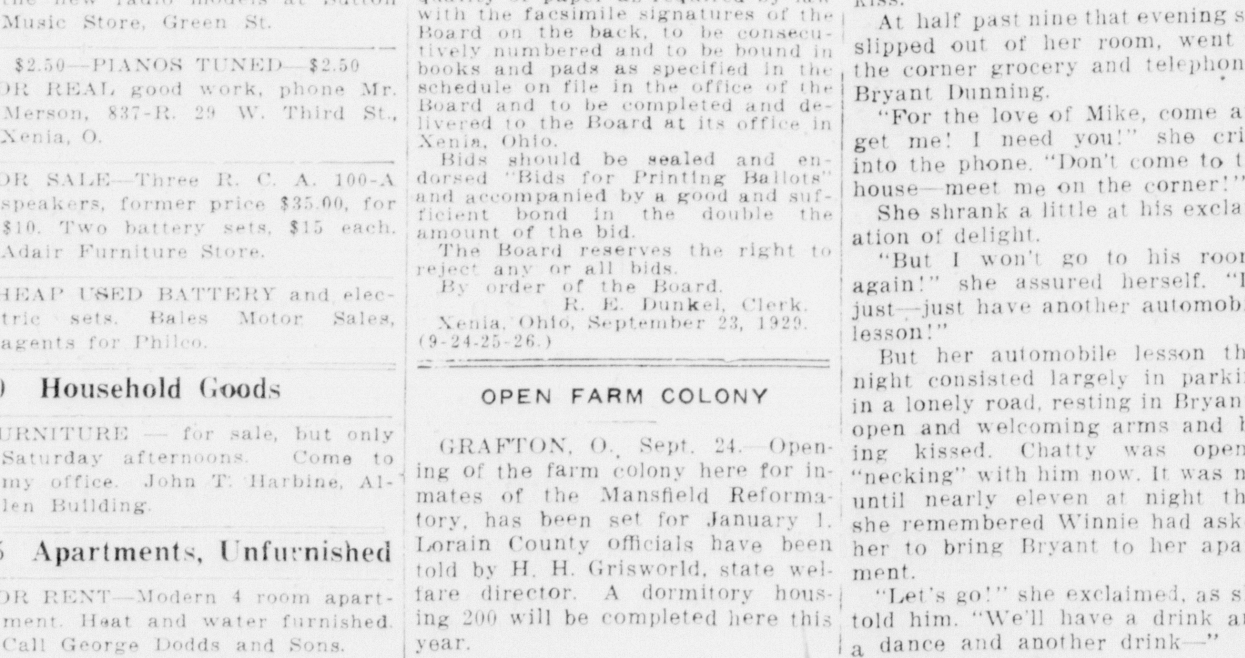 the new radio models at Sutton
Music Store, Green St.
$2.50—PIANOS TUNED—$2.50
OR REAL good work, phone Mr.
Merson, 837-R. 29 W. Third St.,
Xenia, O.
OR SALE—Three R. C. A. 100-A
speakers, former price $35.00, for
$10. Two battery sets, $15 each.
Adair Furniture Store.
HEAP USED BATTERY and elec-
tric sets. Bales Motor Sales,
agents for Philco.
Household Goods
URNITURE — for sale, but only
Saturday afternoons. Come to
my office. John T. Harbine, Al-
len Building.
Apartments, Unfurnished
OR RENT—Modern 4 room apart-
ment. Heat and water furnished.
Call George Dodds and Sons.
quality of paper as required by law
with the facsimile signatures of the
Board on the back, to be consecu-
tively numbered and to be bound in
books and pads as specified in the
schedule on file in the office of the
Board and to be completed and de-
livered to the Board at its office in
Xenia, Ohio.
Bids should be sealed and en-
dorsed "Bids for Printing Ballots"
and accompanied by a good and suf-
ficient bond in the double the
amount of the bid.
The Board reserves the right to
reject any or all bids.
By order of the Board.
R. E. Dunkel, Clerk.
Xenia, Ohio, September 23, 1929.
(9-24-25-26.)
OPEN FARM COLONY
GRAFTON, O., Sept. 24.—Open-
ing of the farm colony here for in-
mates of the Mansfield Reforma-
tory, has been set for January 1.
Lorain County officials have been
told by H. H. Grisworld, state wel-
fare director. A dormitory hous-
ing 200 will be completed here this
year.
kiss.
At half past nine that evening s
slipped out of her room, went
the corner grocery and telephon
Bryant Dunning.
"For the love of Mike, come a
get me! I need you!" she cri
into the phone. "Don't come to t
house—meet me on the corner!"
She shrank a little at his excla
ation of delight.
"But I won't go to his roor
again!" she assured herself. "I
just—just have another automob
lesson!"
But her automobile lesson th
night consisted largely in parki
in a lonely road, resting in Bryan
open and welcoming arms and b
ing kissed. Chatty was open
"necking" with him now. It was n
until nearly eleven at night th
she remembered Winnie had ask
her to bring Bryant to her apa
ment.
"Let's go!" she exclaimed, as s
told him. "We'll have a drink a
a dance and another drink—"